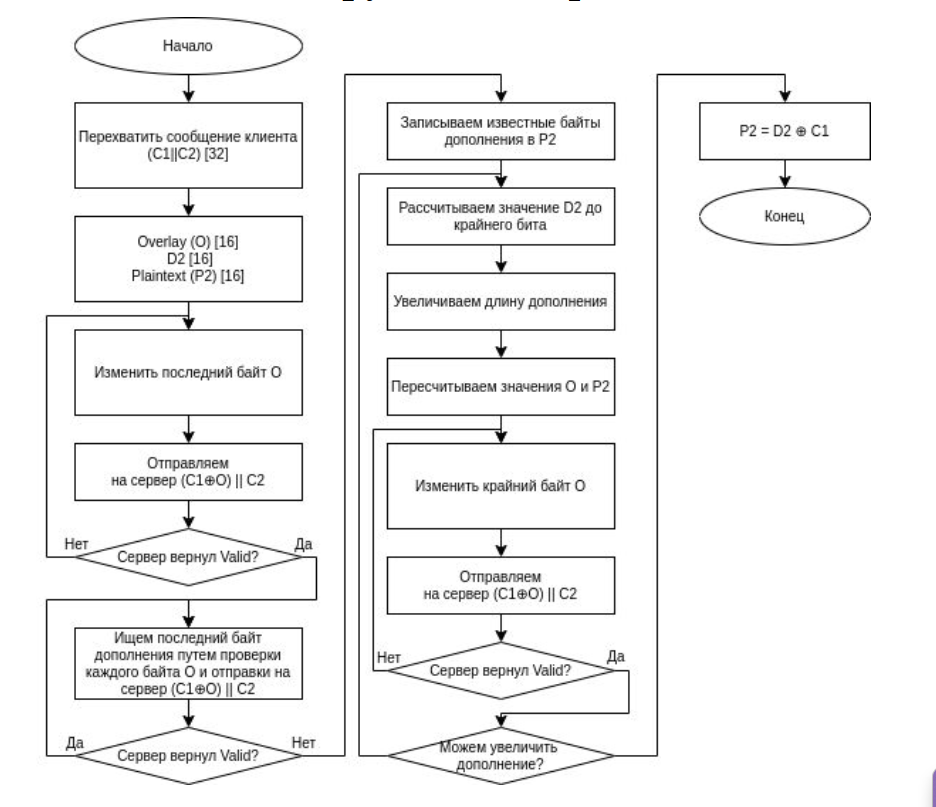 Начало
Перехватить сообщение клиента
(C1||C2) [32]
Overlay (O) [16]
D2 [16]
Plaintext (P2) [16]
Изменить последний байт O
Отправляем
на сервер (C1⊕O) || C2
Нет
Сервер вернул Valid?
Да
Ищем последний байт
дополнения путем проверки
каждого байта O и отправки на
сервер (C1⊕O) || C2
Да
Сервер вернул Valid?
Нет
Записываем известные байты
дополнения в P2
Рассчитываем значение D2 до
крайнего бита
Увеличиваем длину дополнения
Пересчитываем значения O и P2
Изменить крайний байт O
Отправляем
на сервер (C1⊕O) || C2
Нет
Сервер вернул Valid?
Да
Можем увеличить
дополнение?
P2 = D2 ⊕ C1
Конец